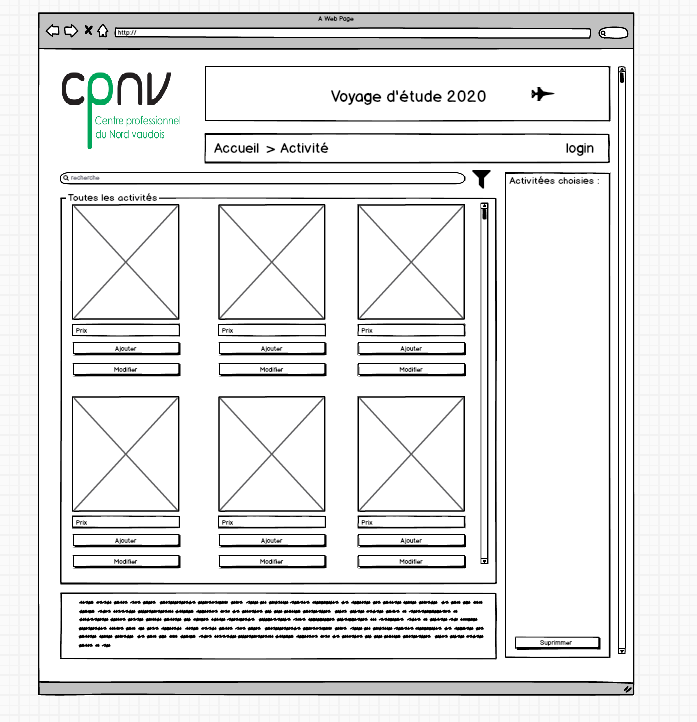 A Web Page
http://
cpnv
Centre professionnel
du Nord vaudois
Voyage d'étude 2020
Accueil > Activité
login
recherche
Activitées choisies :
Toutes les activités
Prix
Prix
Prix
Ajouter
Ajouter
Ajouter
Modifier
Modifier
Modifier
Prix
Prix
Prix
Ajouter
Ajouter
Ajouter
Modifier
Modifier
Modifier
Suprimmer